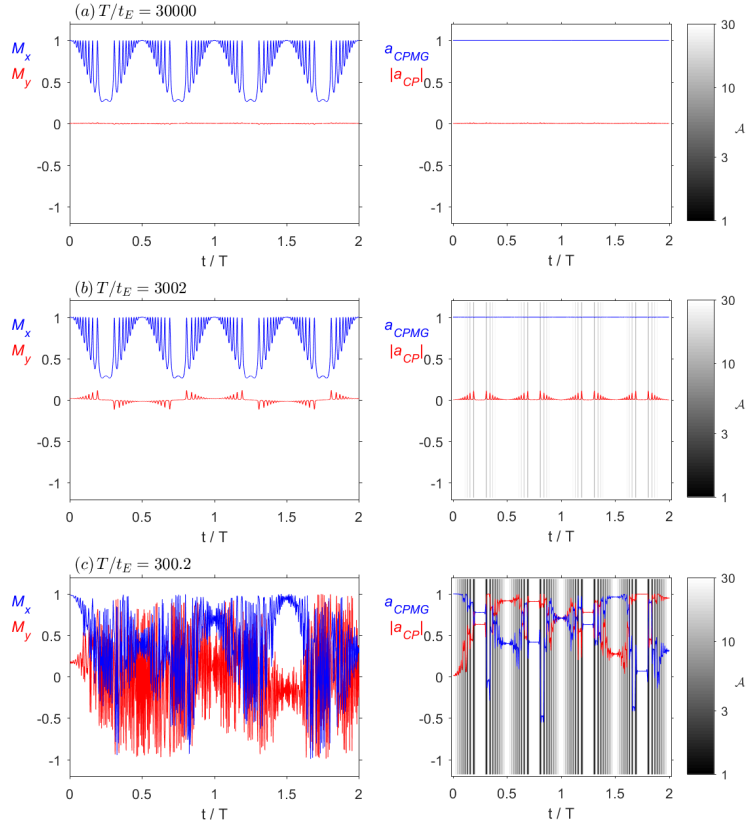 (a) T/t_E = 30000
M_x
M_y
1
0.5
0
-0.5
-1
0 0.5 1 1.5 2
t / T
a_CPMG
|a_CP|
1
0.5
0
-0.5
-1
0 0.5 1 1.5 2
t / T
30
10
3
1
𝒜
(b) T/t_E = 3002
M_x
M_y
1
0.5
0
-0.5
-1
0 0.5 1 1.5 2
t / T
a_CPMG
|a_CP|
1
0.5
0
-0.5
-1
0 0.5 1 1.5 2
t / T
30
10
3
1
𝒜
(c) T/t_E = 300.2
M_x
M_y
1
0.5
0
-0.5
-1
0 0.5 1 1.5 2
t / T
a_CPMG
|a_CP|
1
0.5
0
-0.5
-1
0 0.5 1 1.5 2
t / T
30
10
3
1
𝒜